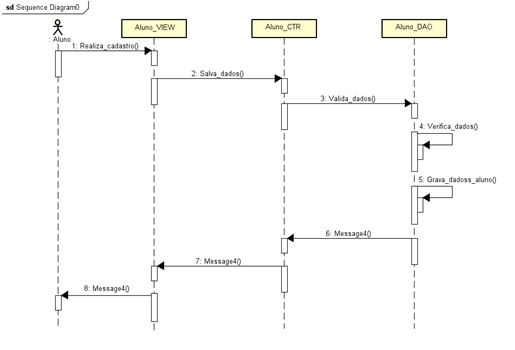 sd Sequence Diagram0
: Aluno
Aluno_VIEW
Aluno_CTR
Aluno_DAO
1: Realiza_cadastro()
2: Salva_dados()
3: Valida_dados()
4: Verifica_dados()
5: Grava_dadoss_aluno()
6: Message4()
7: Message4()
8: Message4()